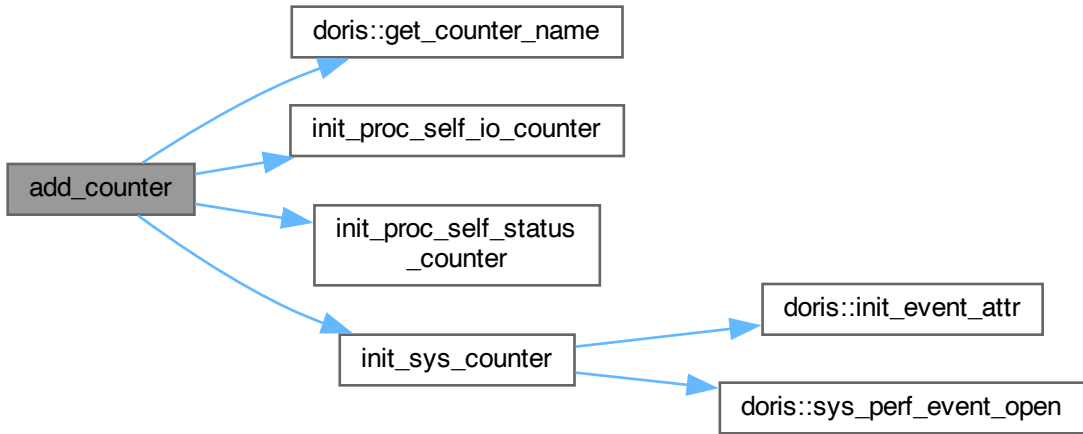 doris::get_counter_name
init_proc_self_io_counter
add_counter
init_proc_self_status
_counter
doris::init_event_attr
init_sys_counter
doris::sys_perf_event_open